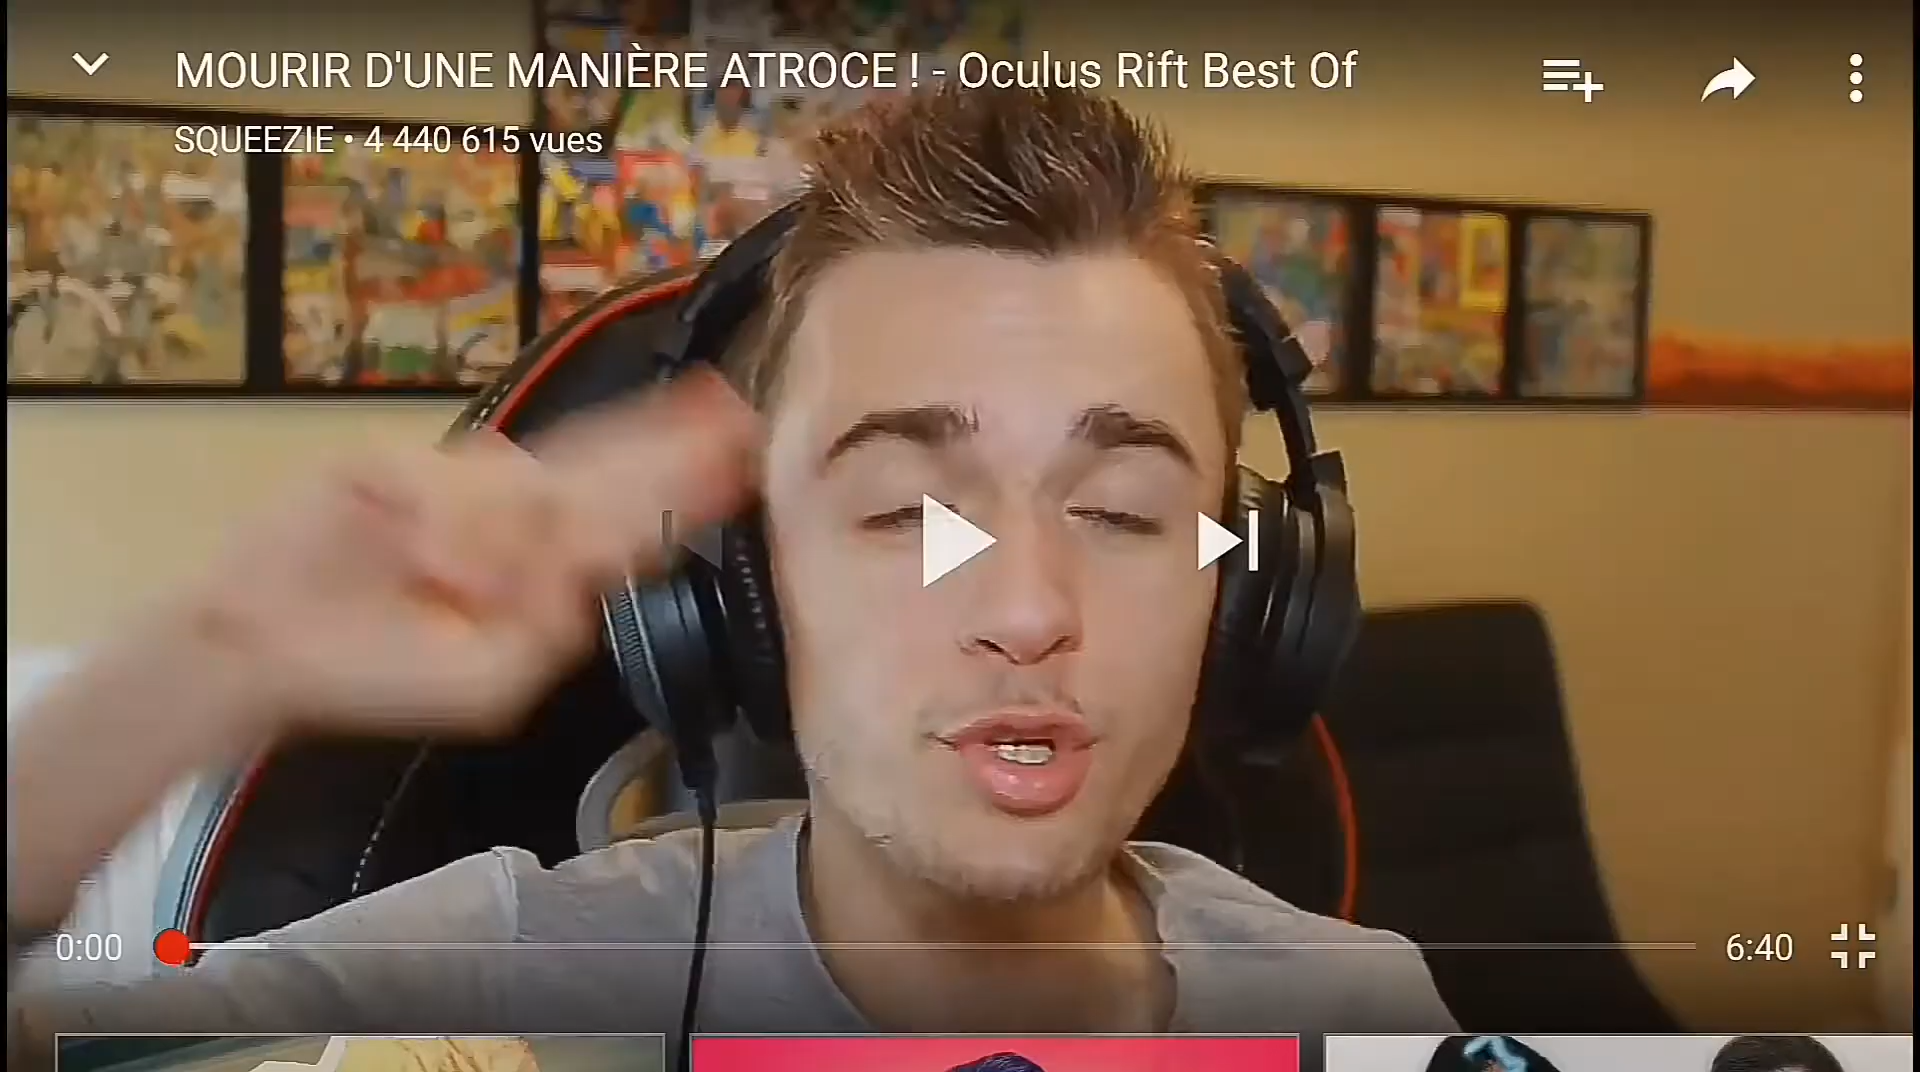 MOURIR D'UNE MANIÈRE ATROCE ! - Oculus Rift Best Of
SQUEEZIE • 4 440 615 vues
0:00
6:40